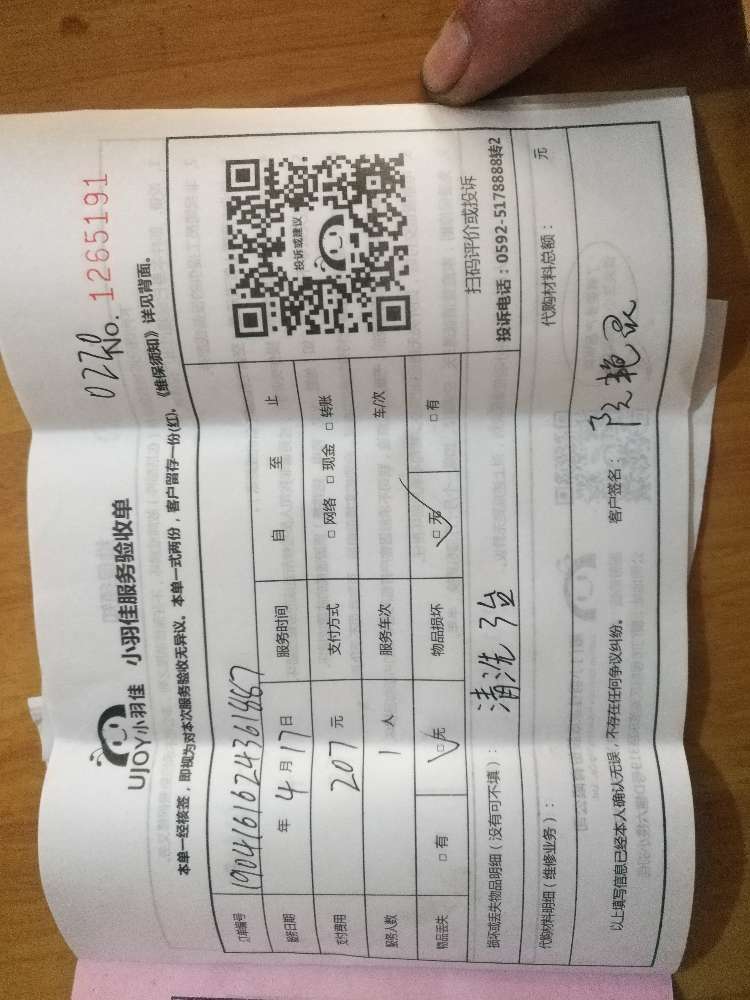 0220
No. 1265191
UJOY小羽佳 小羽佳服务验收单
本单一经核签，即视为对本次服务验收无异议。本单一式两份，客户留存一份(红)。《维保须知》详见背面。
订单编号
服务日期 年 4 月 17 日 服务时间 自 至 止
支付费用 207 元 支付方式 □ 网络 □ 现金 □ 转账
服务人数 1 人 服务车次 车/次
物品丢失 □ 有 □ 无 物品损坏 □ 无 □ 有
投诉或建议
扫码评价或投诉
投诉电话：0592-5178888转2
损坏或丢失物品明细（没有可不填）： 清洗 3台
代购材料明细（维修业务）： 代购材料总额： 元
以上填写信息已经本人确认无误，不存在任何争议纠纷。 客户签名：